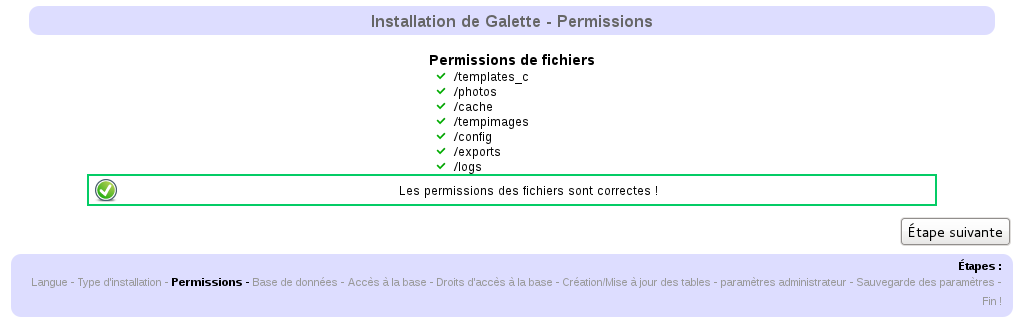 Installation de Galette - Permissions
Permissions de fichiers
/templates_c
/photos
/cache
/tempimages
/config
/exports
/logs
Les permissions des fichiers sont correctes !
Étape suivante
Étapes :
Langue - Type d'installation - Permissions - Base de données - Accés à la base - Droits d'accés à la base - Création/Mise à jour des tables - paramètres administrateur - Sauvegarde des paramètres -
Fin !